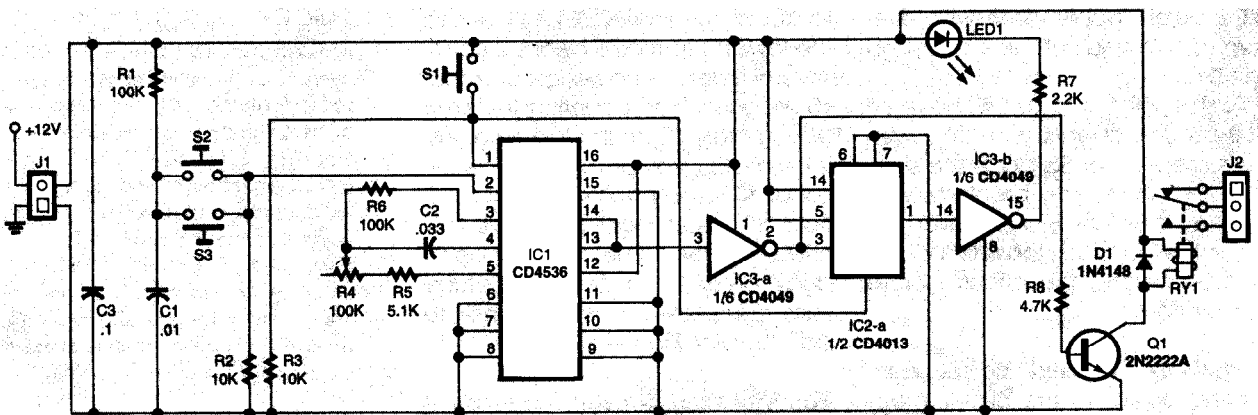 LED1
R1
100K
S1
R7
2.2K
+12V
S2
J1
S3
R6
100K
C2
.033
R4
100K
R5
5.1K
C3
.1
C1
.01
R2
10K
R3
10K
1
2
3
4
5
6
7
8
IC1
CD4536
16
15
14
13
12
11
10
9
3
1
2
IC3-a
1/6 CD4049
6
7
14
5
3
1
IC2-a
1/2 CD4013
IC3-b
1/6 CD4049
14
15
8
J2
D1
1N4148
RY1
R8
4.7K
Q1
2N2222A